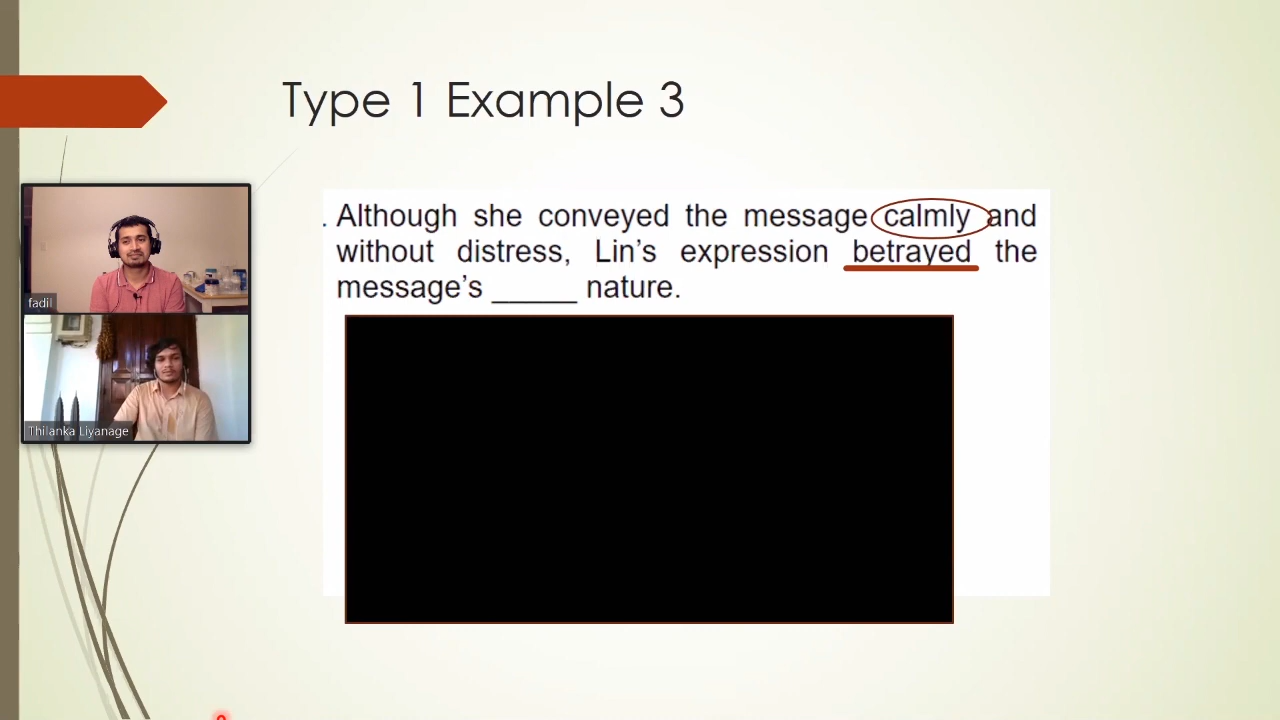 Type 1 Example 3
. Although she conveyed the message calmly and
without distress, Lin's expression betrayed the
message's _____ nature.
fadil
Thilanka Liyanage